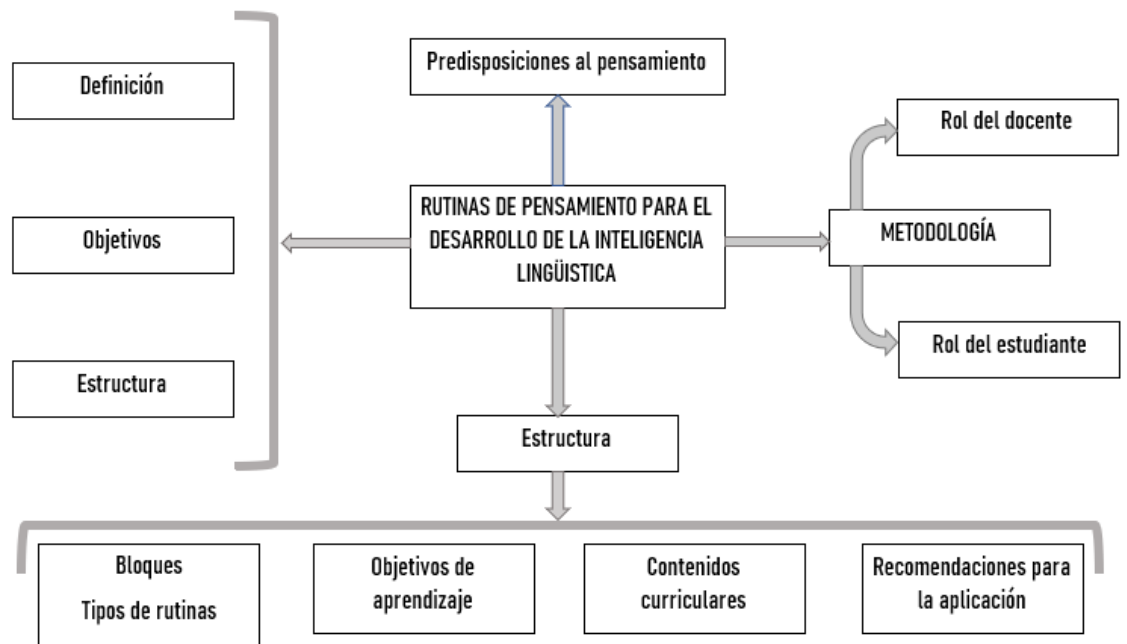 Predisposiciones al pensamiento
Definición
Rol del docente
RUTINAS DE PENSAMIENTO PARA EL
DESARROLLO DE LA INTELIGENCIA
LINGÜISTICA
Objetivos
METODOLOGÍA
Rol del estudiante
Estructura
Estructura
Bloques
Tipos de rutinas
Objetivos de
aprendizaje
Contenidos
curriculares
Recomendaciones para
la aplicación